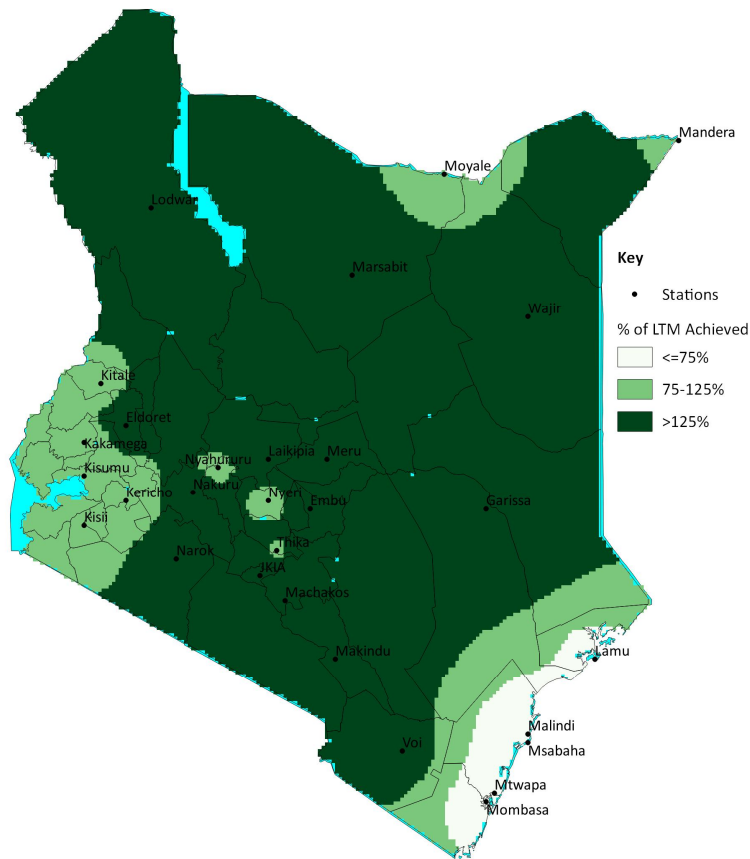 Mandera
Moyale
Lodwar
Key
Marsabit
Stations
Wajir
% of LTM Achieved
<=75%
Kitale
75-125%
Eldoret
>125%
Kakamega
Laikipia
Meru
Nyahururu
Kisumu
Nakuru
Kericho
Nyeri
Embu
Garissa
Kisii
Thika
Narok
JKIA
Machakos
Makindu
Lamu
Malindi
Voi
Msabaha
Mtwapa
Mombasa